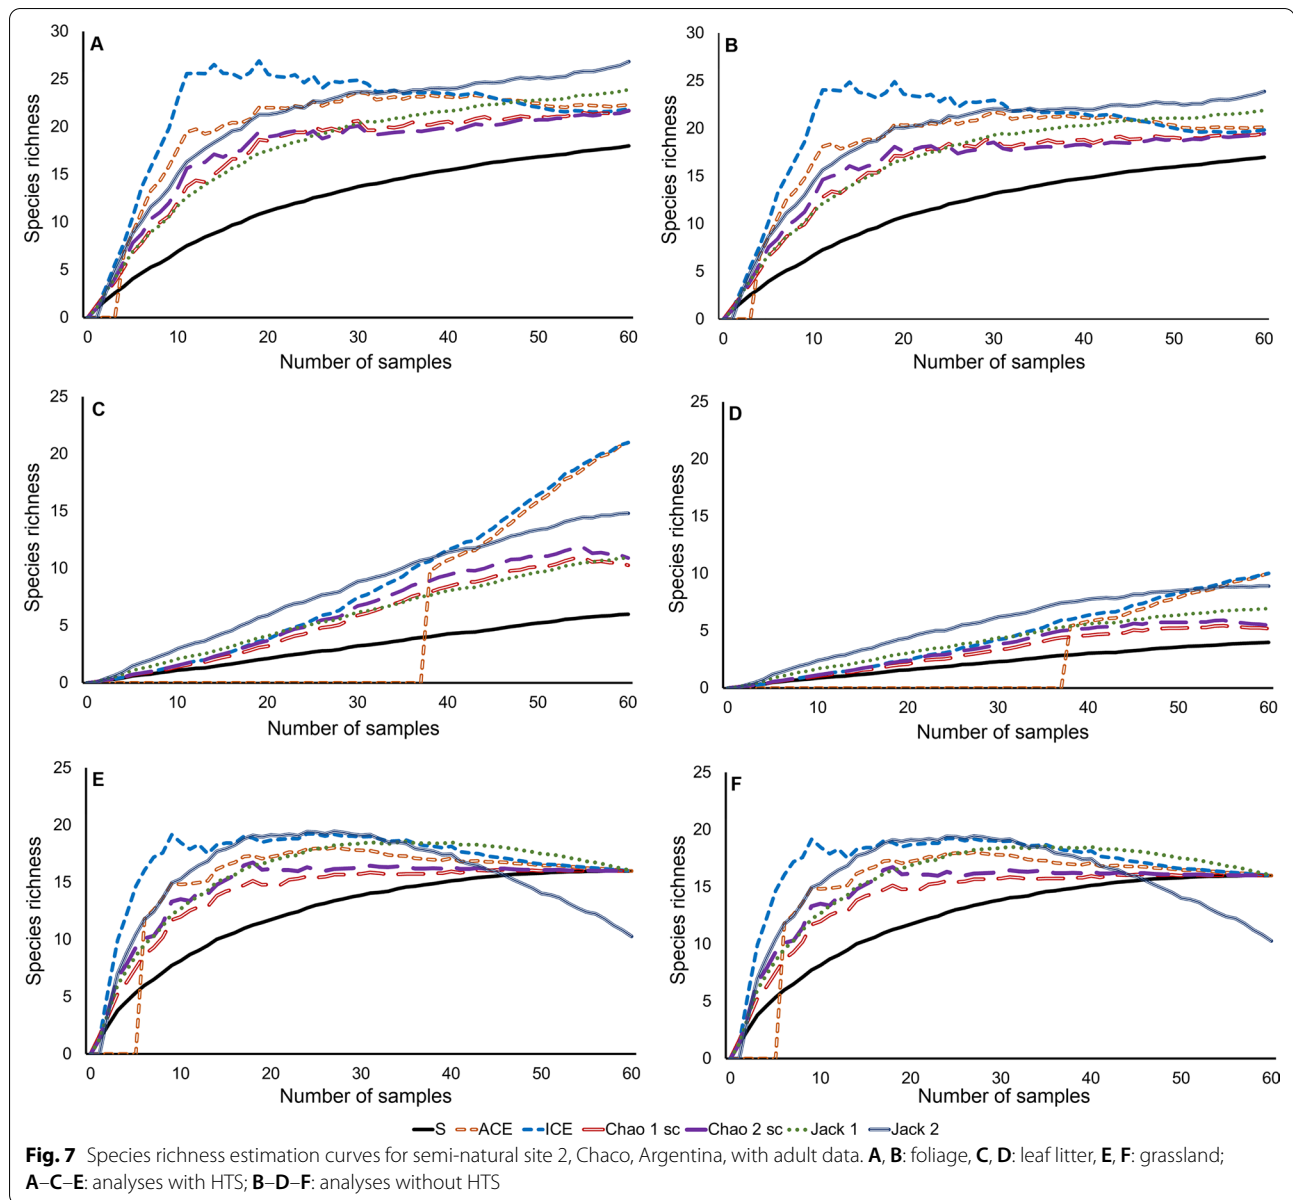 A
Species richness
30
25
20
15
10
5
0
0 10 20 30 40 50 60
Number of samples
B
Species richness
30
25
20
15
10
5
0
0 10 20 30 40 50 60
Number of samples
C
Species richness
25
20
15
10
5
0
0 10 20 30 40 50 60
Number of samples
D
Species richness
25
20
15
10
5
0
0 10 20 30 40 50 60
Number of samples
E
Species richness
25
20
15
10
5
0
0 10 20 30 40 50 60
Number of samples
F
Species richness
25
20
15
10
5
0
0 10 20 30 40 50 60
Number of samples
S ACE ICE Chao 1 sc Chao 2 sc Jack 1 Jack 2
Fig. 7 Species richness estimation curves for semi-natural site 2, Chaco, Argentina, with adult data. A, B: foliage, C, D: leaf litter, E, F: grassland;
A–C–E: analyses with HTS; B–D–F: analyses without HTS